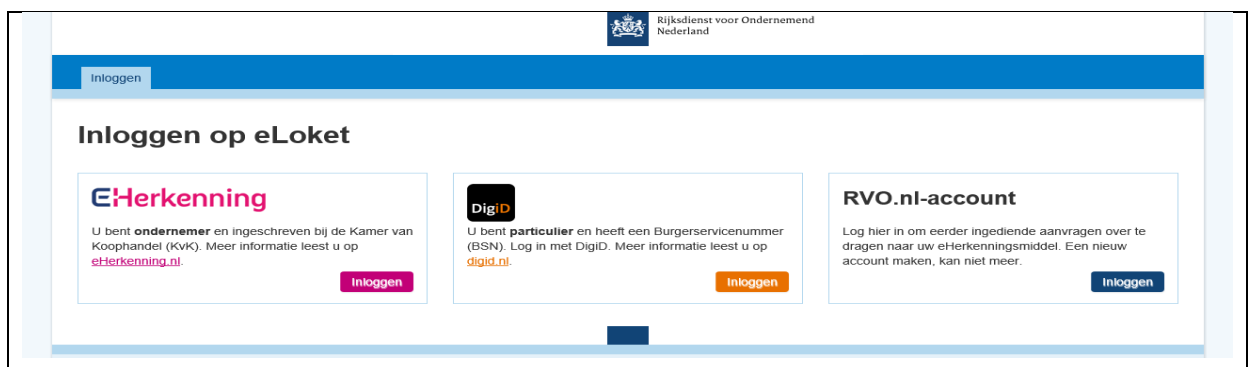 Rijksdienst voor Ondernemend
Nederland
Inloggen
Inloggen op eLoket
eHerkenning
U bent ondernemer en ingeschreven bij de Kamer van
Koophandel (KvK). Meer informatie leest u op
eHerkenning.nl.
Inloggen
DigiD
U bent particulier en heeft een Burgerservicenummer
(BSN). Log in met DigiD. Meer informatie leest u op
digid.nl.
Inloggen
RVO.nl-account
Log hier in om eerder ingediende aanvragen over te
dragen naar uw eHerkenningsmiddel. Een nieuw
account maken, kan niet meer.
Inloggen